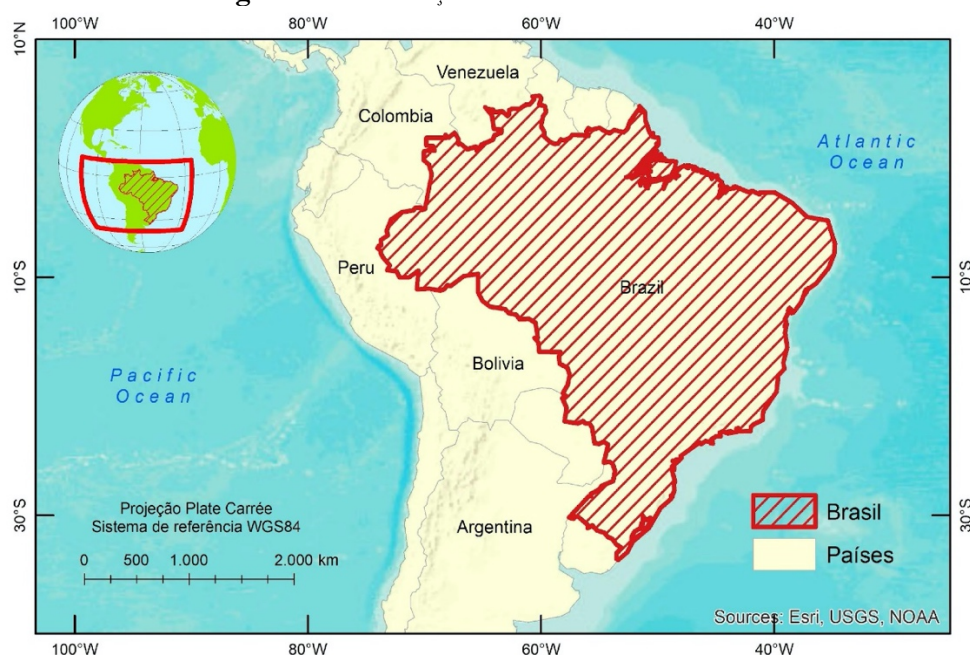 100°W 80°W 60°W 40°W
10°N
Venezuela
Colombia
Atlantic
Ocean
Peru
Brazil
10°S 10°S
Bolivia
Pacific
Ocean
Projeção Plate Carrée
Sistema de referência WGS84
0 500 1.000 2.000 km
Argentina
30°S 30°S
Brasil
Países
Sources: Esri, USGS, NOAA
100°W 80°W 60°W 40°W